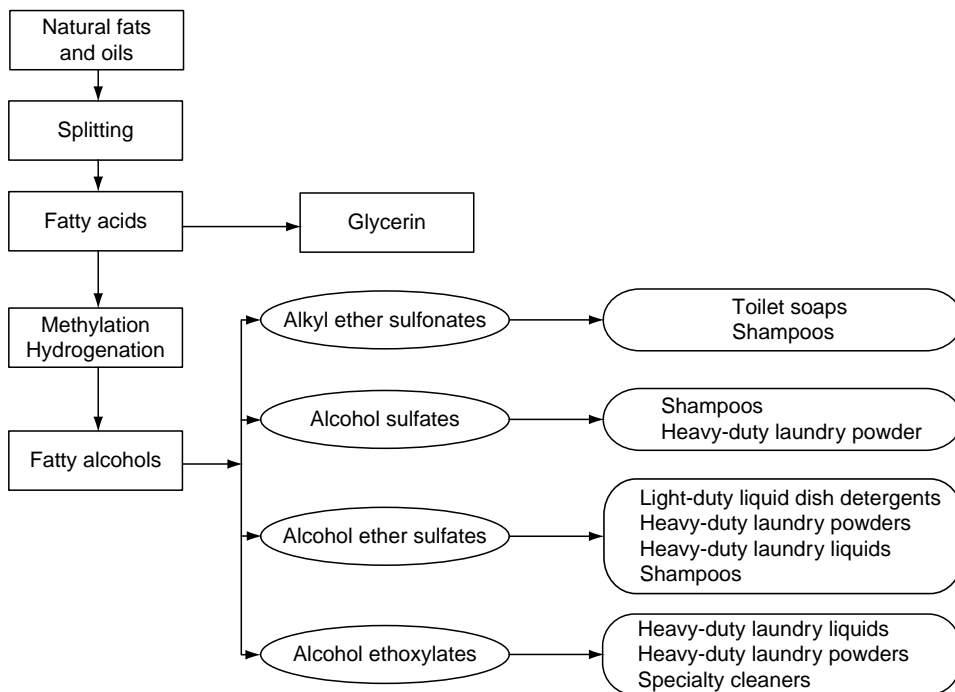 Natural fats
and oils
Splitting
Fatty acids
Glycerin
Methylation
Hydrogenation
Fatty alcohols
Alkyl ether sulfonates
Toilet soaps
Shampoos
Alcohol sulfates
Shampoos
Heavy-duty laundry powder
Alcohol ether sulfates
Light-duty liquid dish detergents
Heavy-duty laundry powders
Heavy-duty laundry liquids
Shampoos
Alcohol ethoxylates
Heavy-duty laundry liquids
Heavy-duty laundry powders
Specialty cleaners